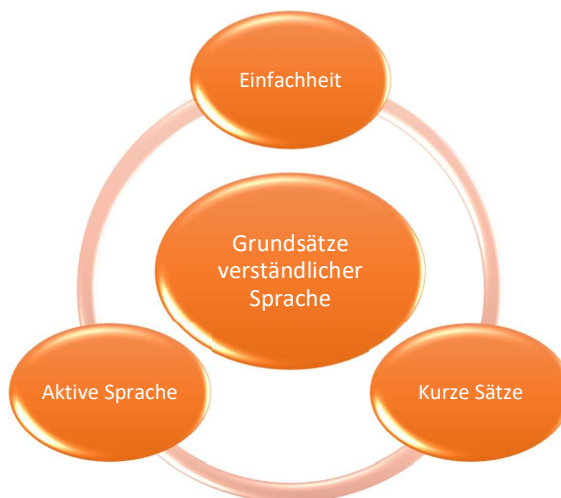 Einfachheit
Grundsätze
verständlicher
Sprache
Aktive Sprache
Kurze Sätze